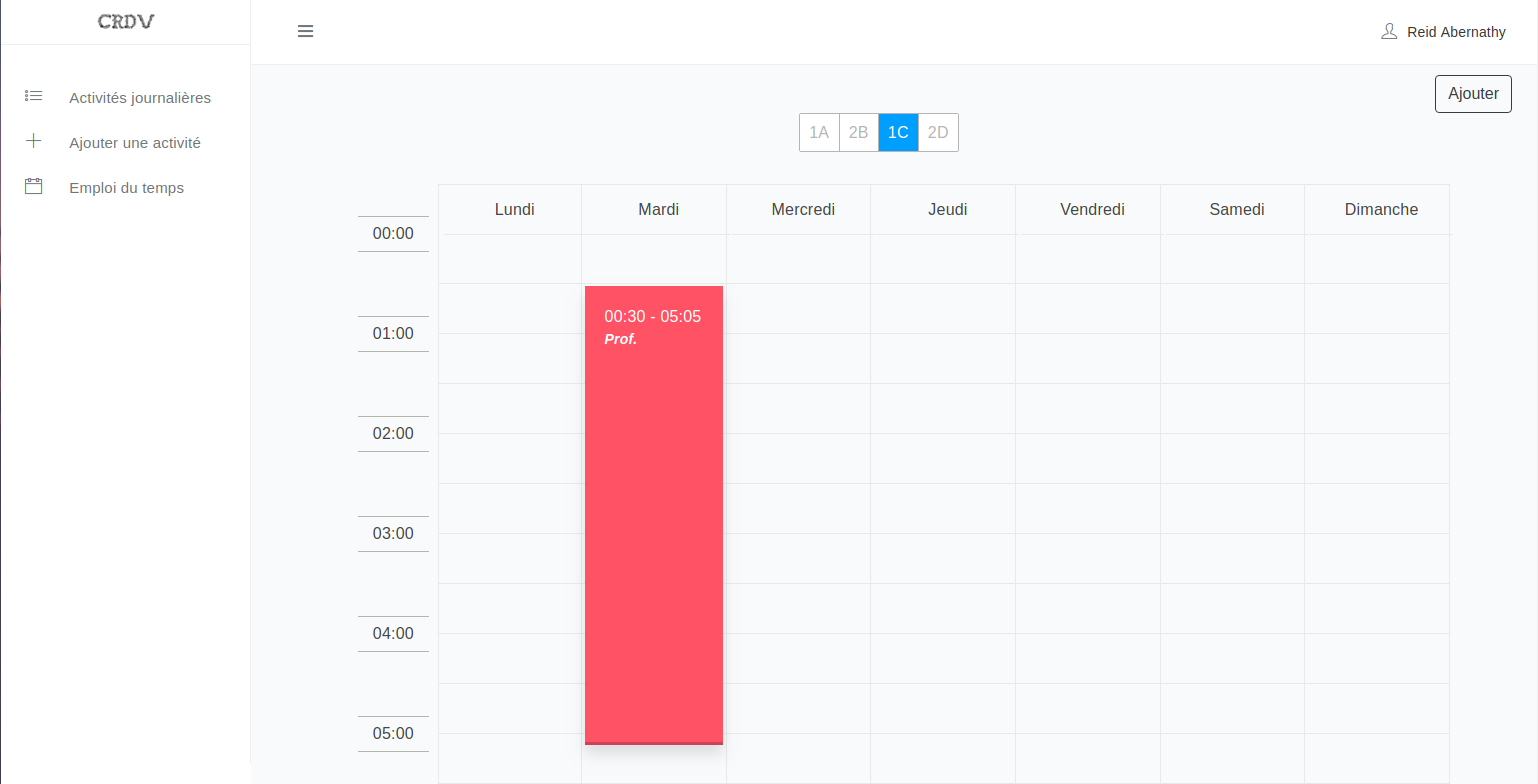 CRDV
Reid Abernathy
Activités journalières
Ajouter une activité
Emploi du temps
Ajouter
1A 2B 1C 2D
Lundi Mardi Mercredi Jeudi Vendredi Samedi Dimanche
00:00
00:30 - 05:05
01:00
Prof.
02:00
03:00
04:00
05:00